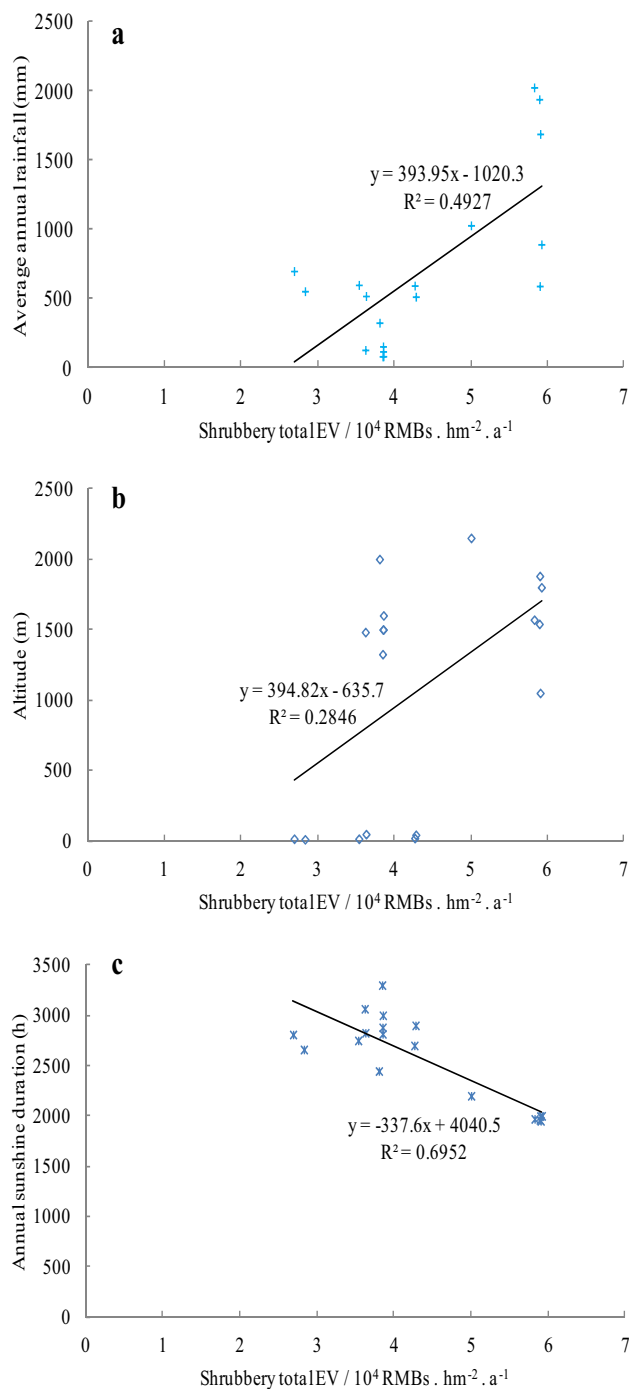 a
2500
2000
1500
1000
500
0
Average annual rainfall (mm)
y = 393.95x - 1020.3
R² = 0.4927
0 1 2 3 4 5 6 7
Shrubbery total EV / 10⁴ RMBs . hm⁻² . a⁻¹
b
2500
2000
1500
1000
500
0
Altitude (m)
y = 394.82x - 635.7
R² = 0.2846
0 1 2 3 4 5 6 7
Shrubbery total EV / 10⁴ RMBs . hm⁻² . a⁻¹
c
3500
3000
2500
2000
1500
1000
500
0
Annual sunshine duration (h)
y = -337.6x + 4040.5
R² = 0.6952
0 1 2 3 4 5 6 7
Shrubbery total EV / 10⁴ RMBs . hm⁻² . a⁻¹